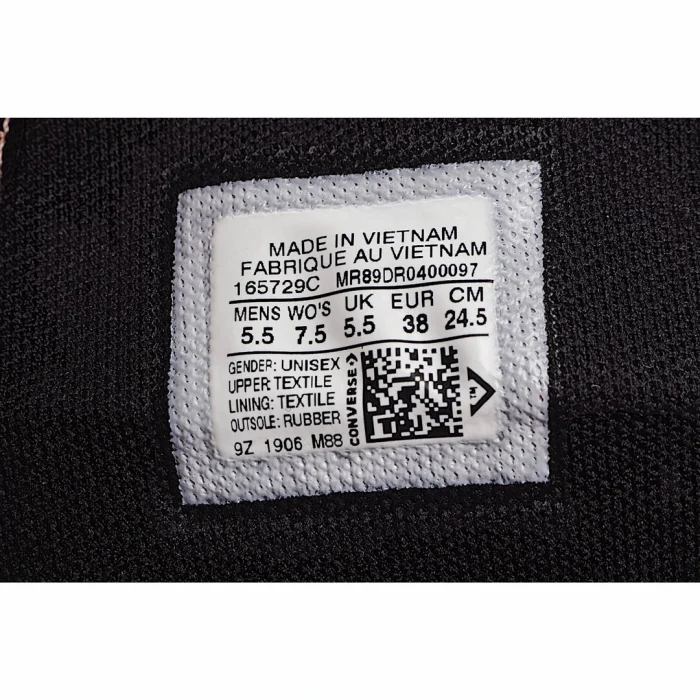 MADE IN VIETNAM
FABRIQUE AU VIETNAM
165729C MR89DR0400097
MENS WO'S UK EUR CM
5.5 7.5 5.5 38 24.5
GENDER: UNISEX
UPPER: TEXTILE
LINING: TEXTILE
OUTSOLE: RUBBER
9Z 1906 M88
CONVERSE
TM